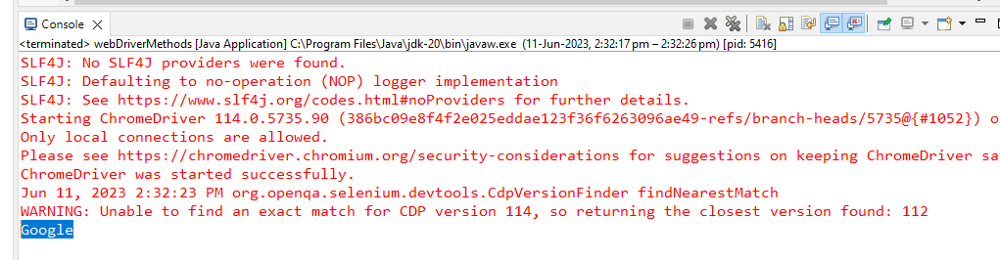 Console
<terminated> webDriverMethods [Java Application] C:\Program Files\Java\jdk-20\bin\javaw.exe (11-Jun-2023, 2:32:17 pm – 2:32:26 pm) [pid: 5416]
SLF4J: No SLF4J providers were found.
SLF4J: Defaulting to no-operation (NOP) logger implementation
SLF4J: See https://www.slf4j.org/codes.html#noProviders for further details.
Starting ChromeDriver 114.0.5735.90 (386bc09e8f4f2e025eddae123f36f6263096ae49-refs/branch-heads/5735@{#1052}) o
Only local connections are allowed.
Please see https://chromedriver.chromium.org/security-considerations for suggestions on keeping ChromeDriver sa
ChromeDriver was started successfully.
Jun 11, 2023 2:32:23 PM org.openqa.selenium.devtools.CdpVersionFinder findNearestMatch
WARNING: Unable to find an exact match for CDP version 114, so returning the closest version found: 112
Google